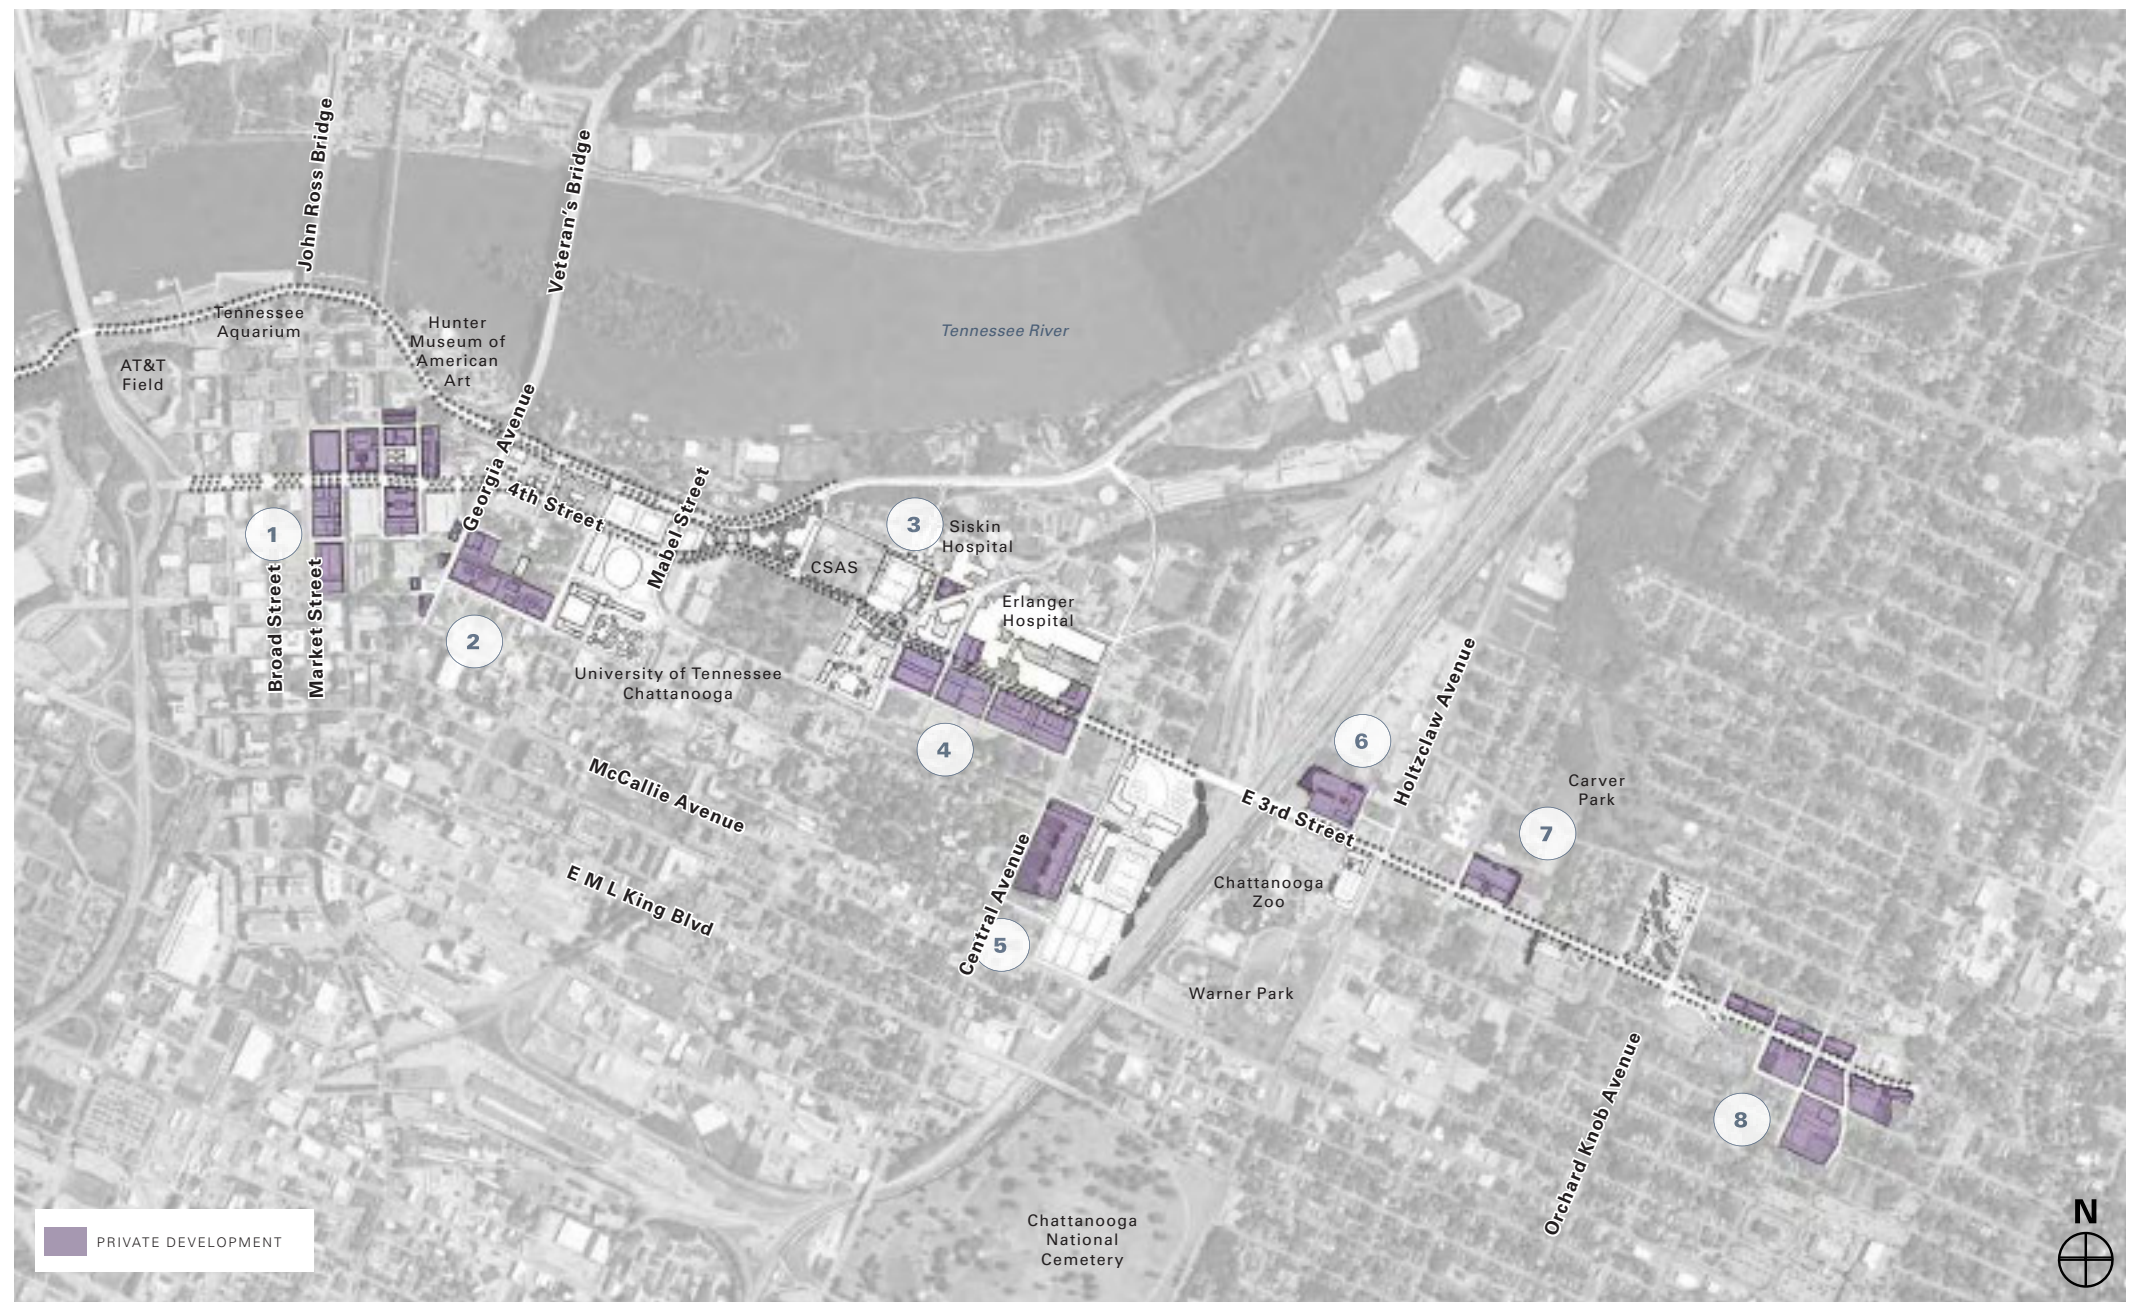 John Ross Bridge
Veteran's Bridge
Tennessee
Aquarium
Hunter
Museum of
American
Art
Tennessee River
AT&T
Field
Georgia Avenue
4th Street
Mabel Street
1
3
Siskin
Hospital
CSAS
Broad Street
Market Street
Erlanger
Hospital
2
University of Tennessee
Chattanooga
4
6
Holtzclaw Avenue
McCallie Avenue
E 3rd Street
Carver
Park
7
E M L King Blvd
Central Avenue
Chattanooga
Zoo
5
Warner Park
Orchard Knob Avenue
8
Chattanooga
National
Cemetery
N
PRIVATE DEVELOPMENT